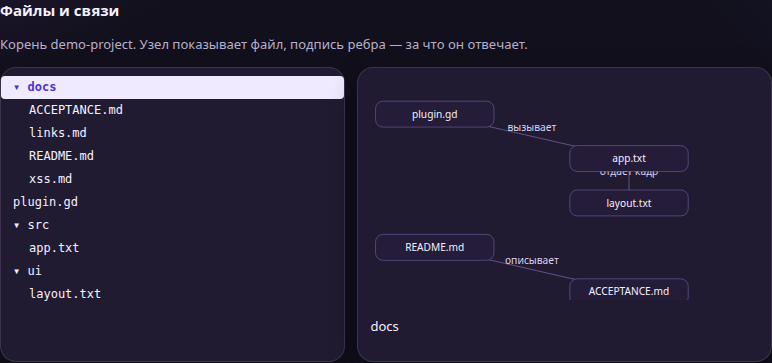 Файлы и связи
Корень demo-project. Узел показывает файл, подпись ребра — за что он отвечает.
▾ docs
ACCEPTANCE.md
links.md
README.md
xss.md
plugin.gd
▾ src
app.txt
▾ ui
layout.txt
plugin.gd
вызывает
app.txt
отдаёт кадр
layout.txt
README.md
описывает
ACCEPTANCE.md
docs